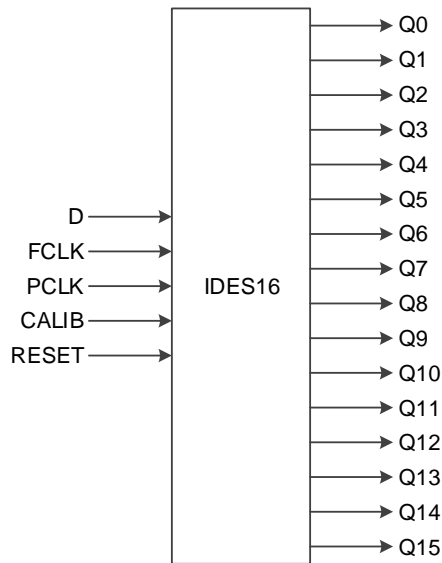 Q0
Q1
Q2
Q3
Q4
Q5
Q6
Q7
Q8
Q9
Q10
Q11
Q12
Q13
Q14
Q15
D
FCLK
PCLK
CALIB
RESET
IDES16